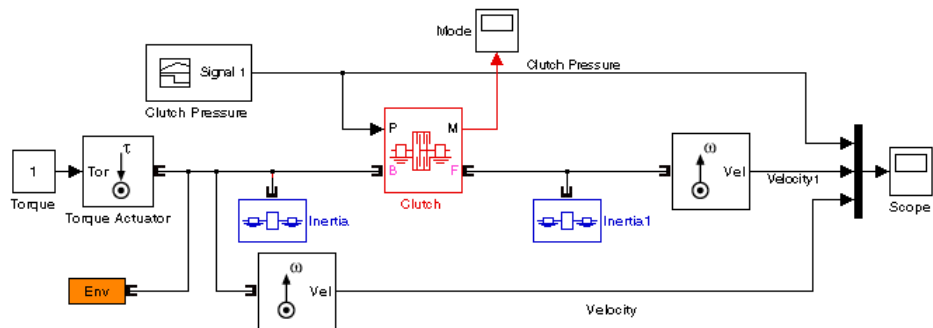 Mode
Signal 1
Clutch Pressure
Clutch Pressure
1
Torque
Tor
τ
Torque Actuator
P
M
B
F
Clutch
ω
Vel
Velocity1
Scope
Inertia
Inertia1
Env
ω
Vel
Velocity